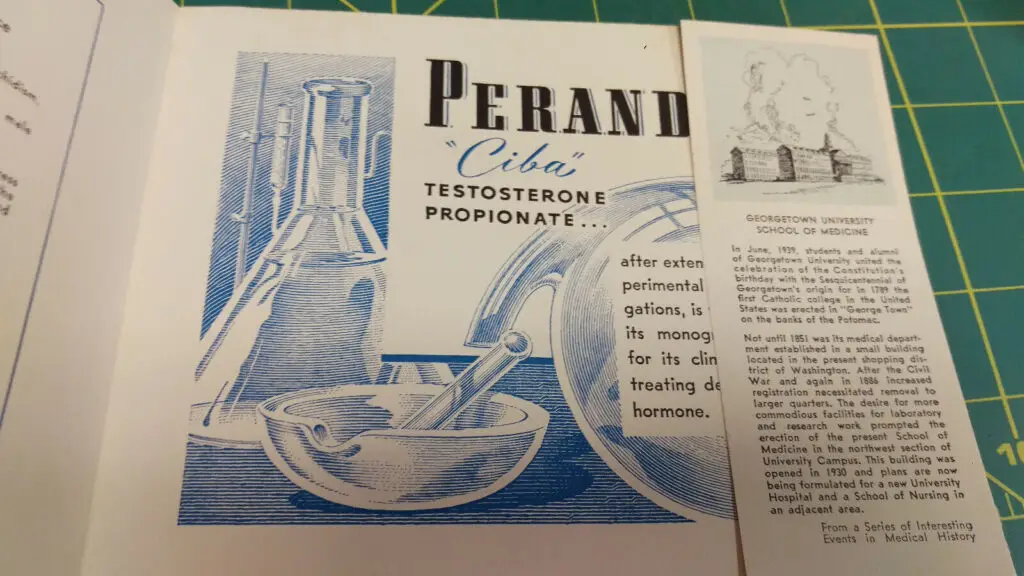 male
PERAND
"Ciba"
TESTOSTERONE
PROPIONATE...
after exten
perimental
gations, is
its monog
for its clin
treating de
hormone.
GEORGETOWN UNIVERSITY
SCHOOL OF MEDICINE
In June, 1939, students and alumni
of Georgetown University united the
celebration of the Constitution's
birthday with the Sesquicentennial of
Georgetown's origin for in 1789 the
first Catholic college in the United
States was erected in "George Town"
on the banks of the Potomac.
Not until 1851 was its medical depart-
ment established in a small building
located in the present shopping dis-
trict of Washington. After the Civil
War and again in 1886 increased
registration necessitated removal to
larger quarters. The desire for more
commodious facilities for laboratory
and research work prompted the
erection of the present School of
Medicine in the northwest section of
University Campus. This building was
opened in 1930 and plans are now
being formulated for a new University
Hospital and a School of Nursing in
an adjacent area.
From a Series of Interesting
Events in Medical History